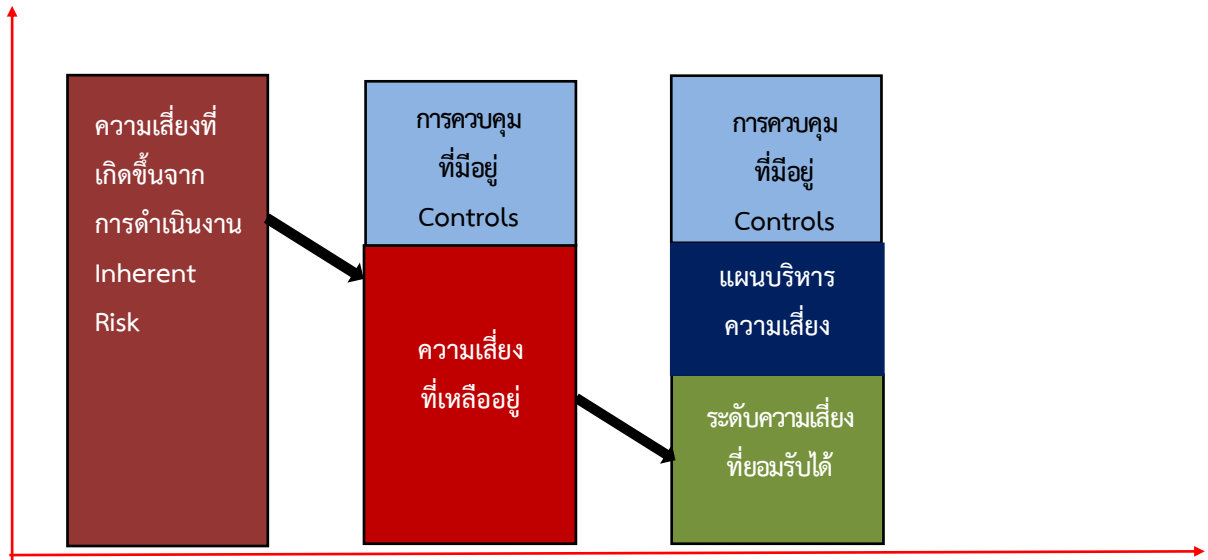 ความเสี่ยงที่
เกิดขึ้นจาก
การดำเนินงาน
Inherent
Risk
การควบคุม
ที่มีอยู่
Controls
ความเสี่ยง
ที่เหลืออยู่
การควบคุม
ที่มีอยู่
Controls
แผนบริหาร
ความเสี่ยง
ระดับความเสี่ยง
ที่ยอมรับได้